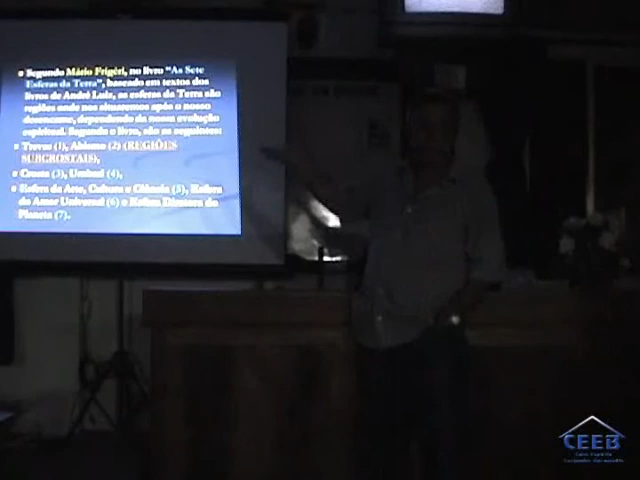 Segundo Mário Frigéri, no livro "As Sete
Esferas da Terra", baseado em textos dos
livros de André Luiz, as esferas da Terra são
regiões onde nos situaremos após o nosso
desencarne, dependendo da nossa evolução
espiritual. Segundo o livro, são as seguintes:
Trevas (1), Abismo (2) (REGIÕES
SUBCROSTAIS),
Crosta (3), Umbral (4),
Esfera da Arte, Cultura e Ciência (5), Esfera
do Amor Universal (6) e Esfera Diretora do
Planeta (7).
CEEB